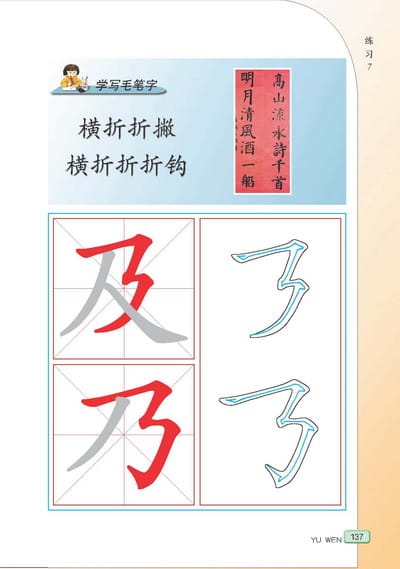 练习7
学写毛笔字
横折折撇
横折折折钩
高山流水詩千首
明月清風酒一船
及
乃
YU WEN 137